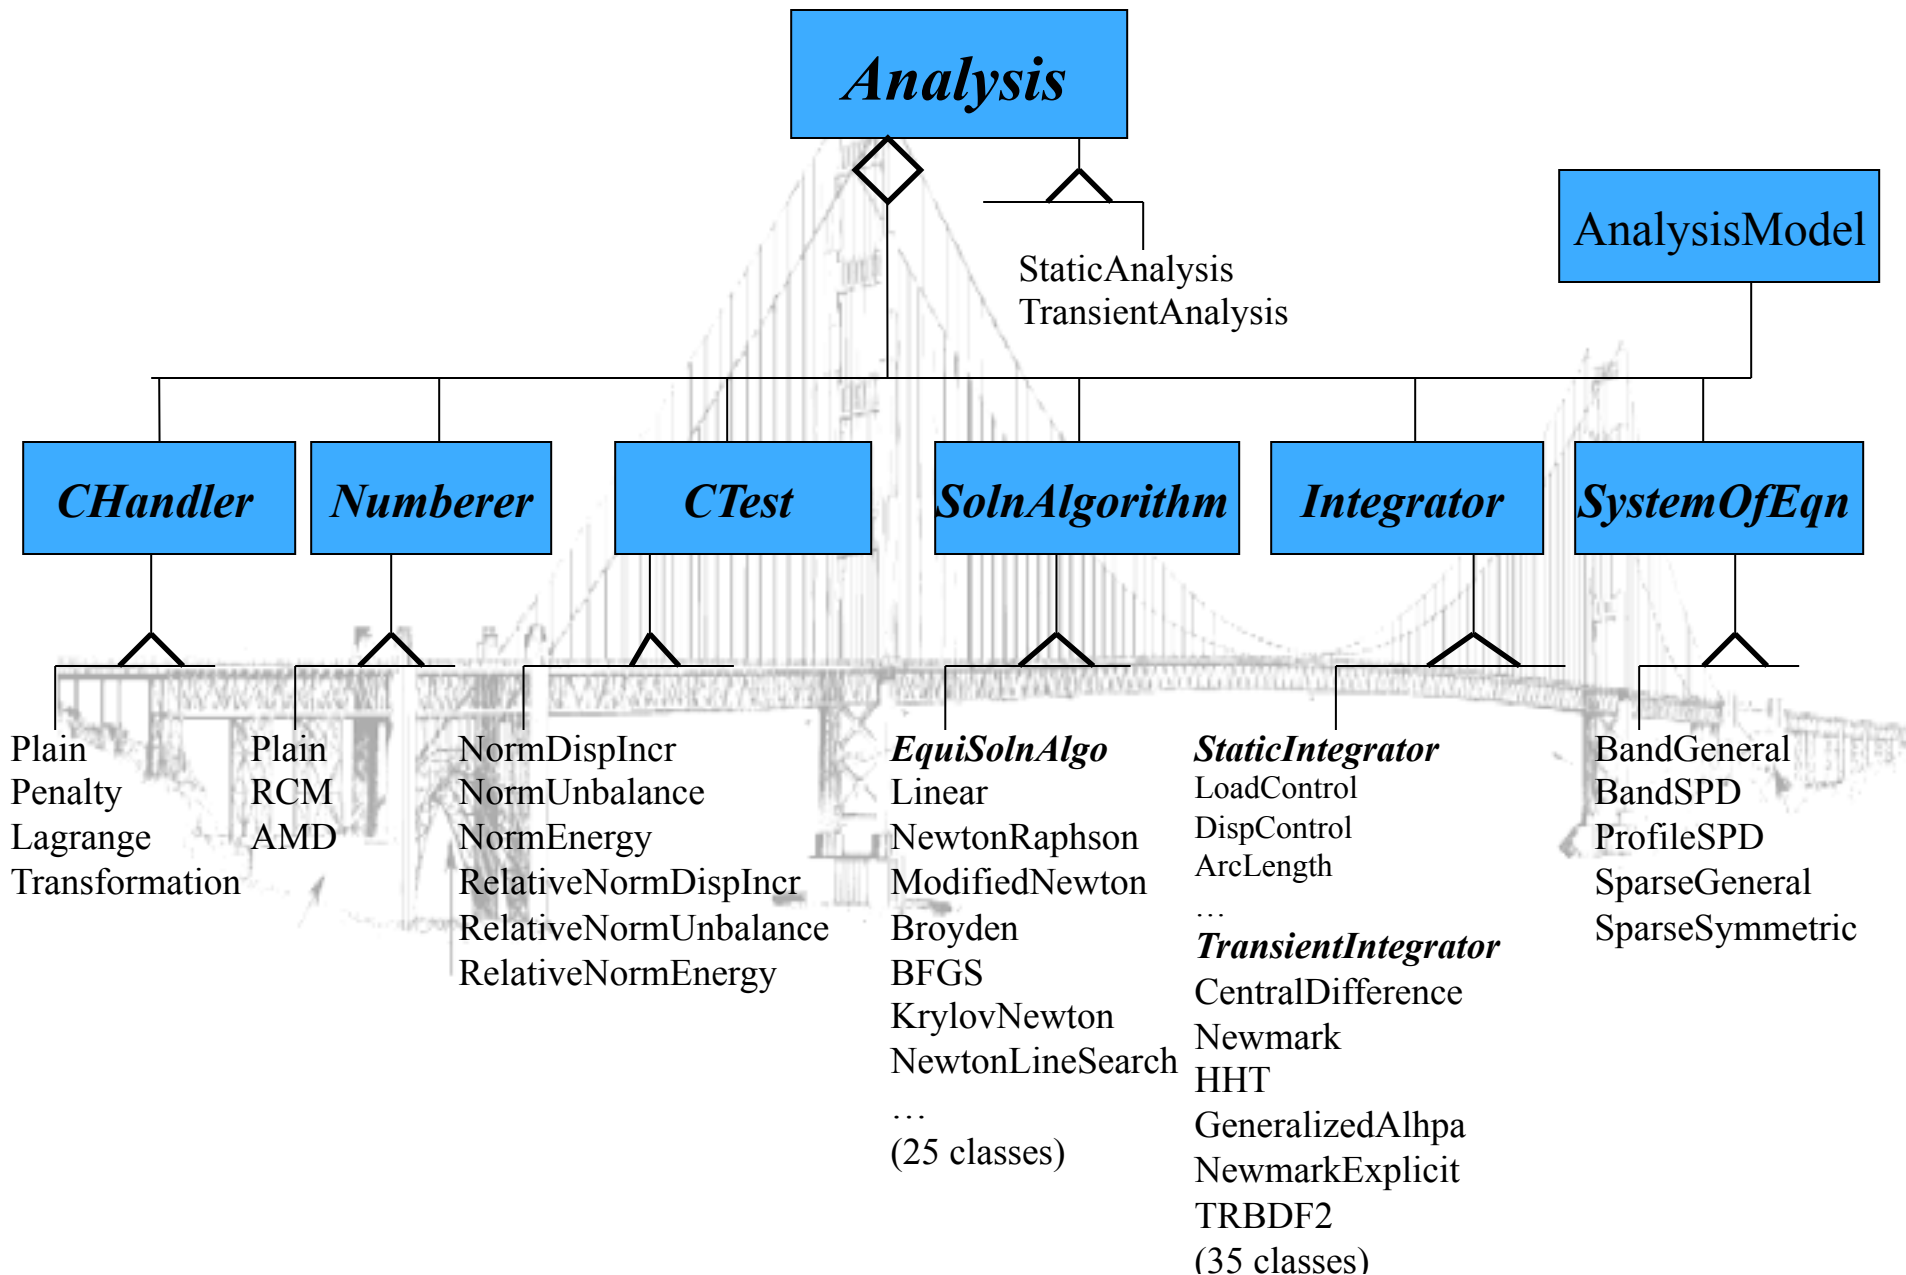 Analysis
AnalysisModel
StaticAnalysis
TransientAnalysis
CHandler
Numberer
CTest
SolnAlgorithm
Integrator
SystemOfEqn
Plain
Penalty
Lagrange
Transformation
Plain
RCM
AMD
NormDispIncr
NormUnbalance
NormEnergy
RelativeNormDispIncr
RelativeNormUnbalance
RelativeNormEnergy
EquiSolnAlgo
Linear
NewtonRaphson
ModifiedNewton
Broyden
BFGS
KrylovNewton
NewtonLineSearch
…
(25 classes)
StaticIntegrator
LoadControl
DispControl
ArcLength
…
TransientIntegrator
CentralDifference
Newmark
HHT
GeneralizedAlhpa
NewmarkExplicit
TRBDF2
(35 classes)
BandGeneral
BandSPD
ProfileSPD
SparseGeneral
SparseSymmetric